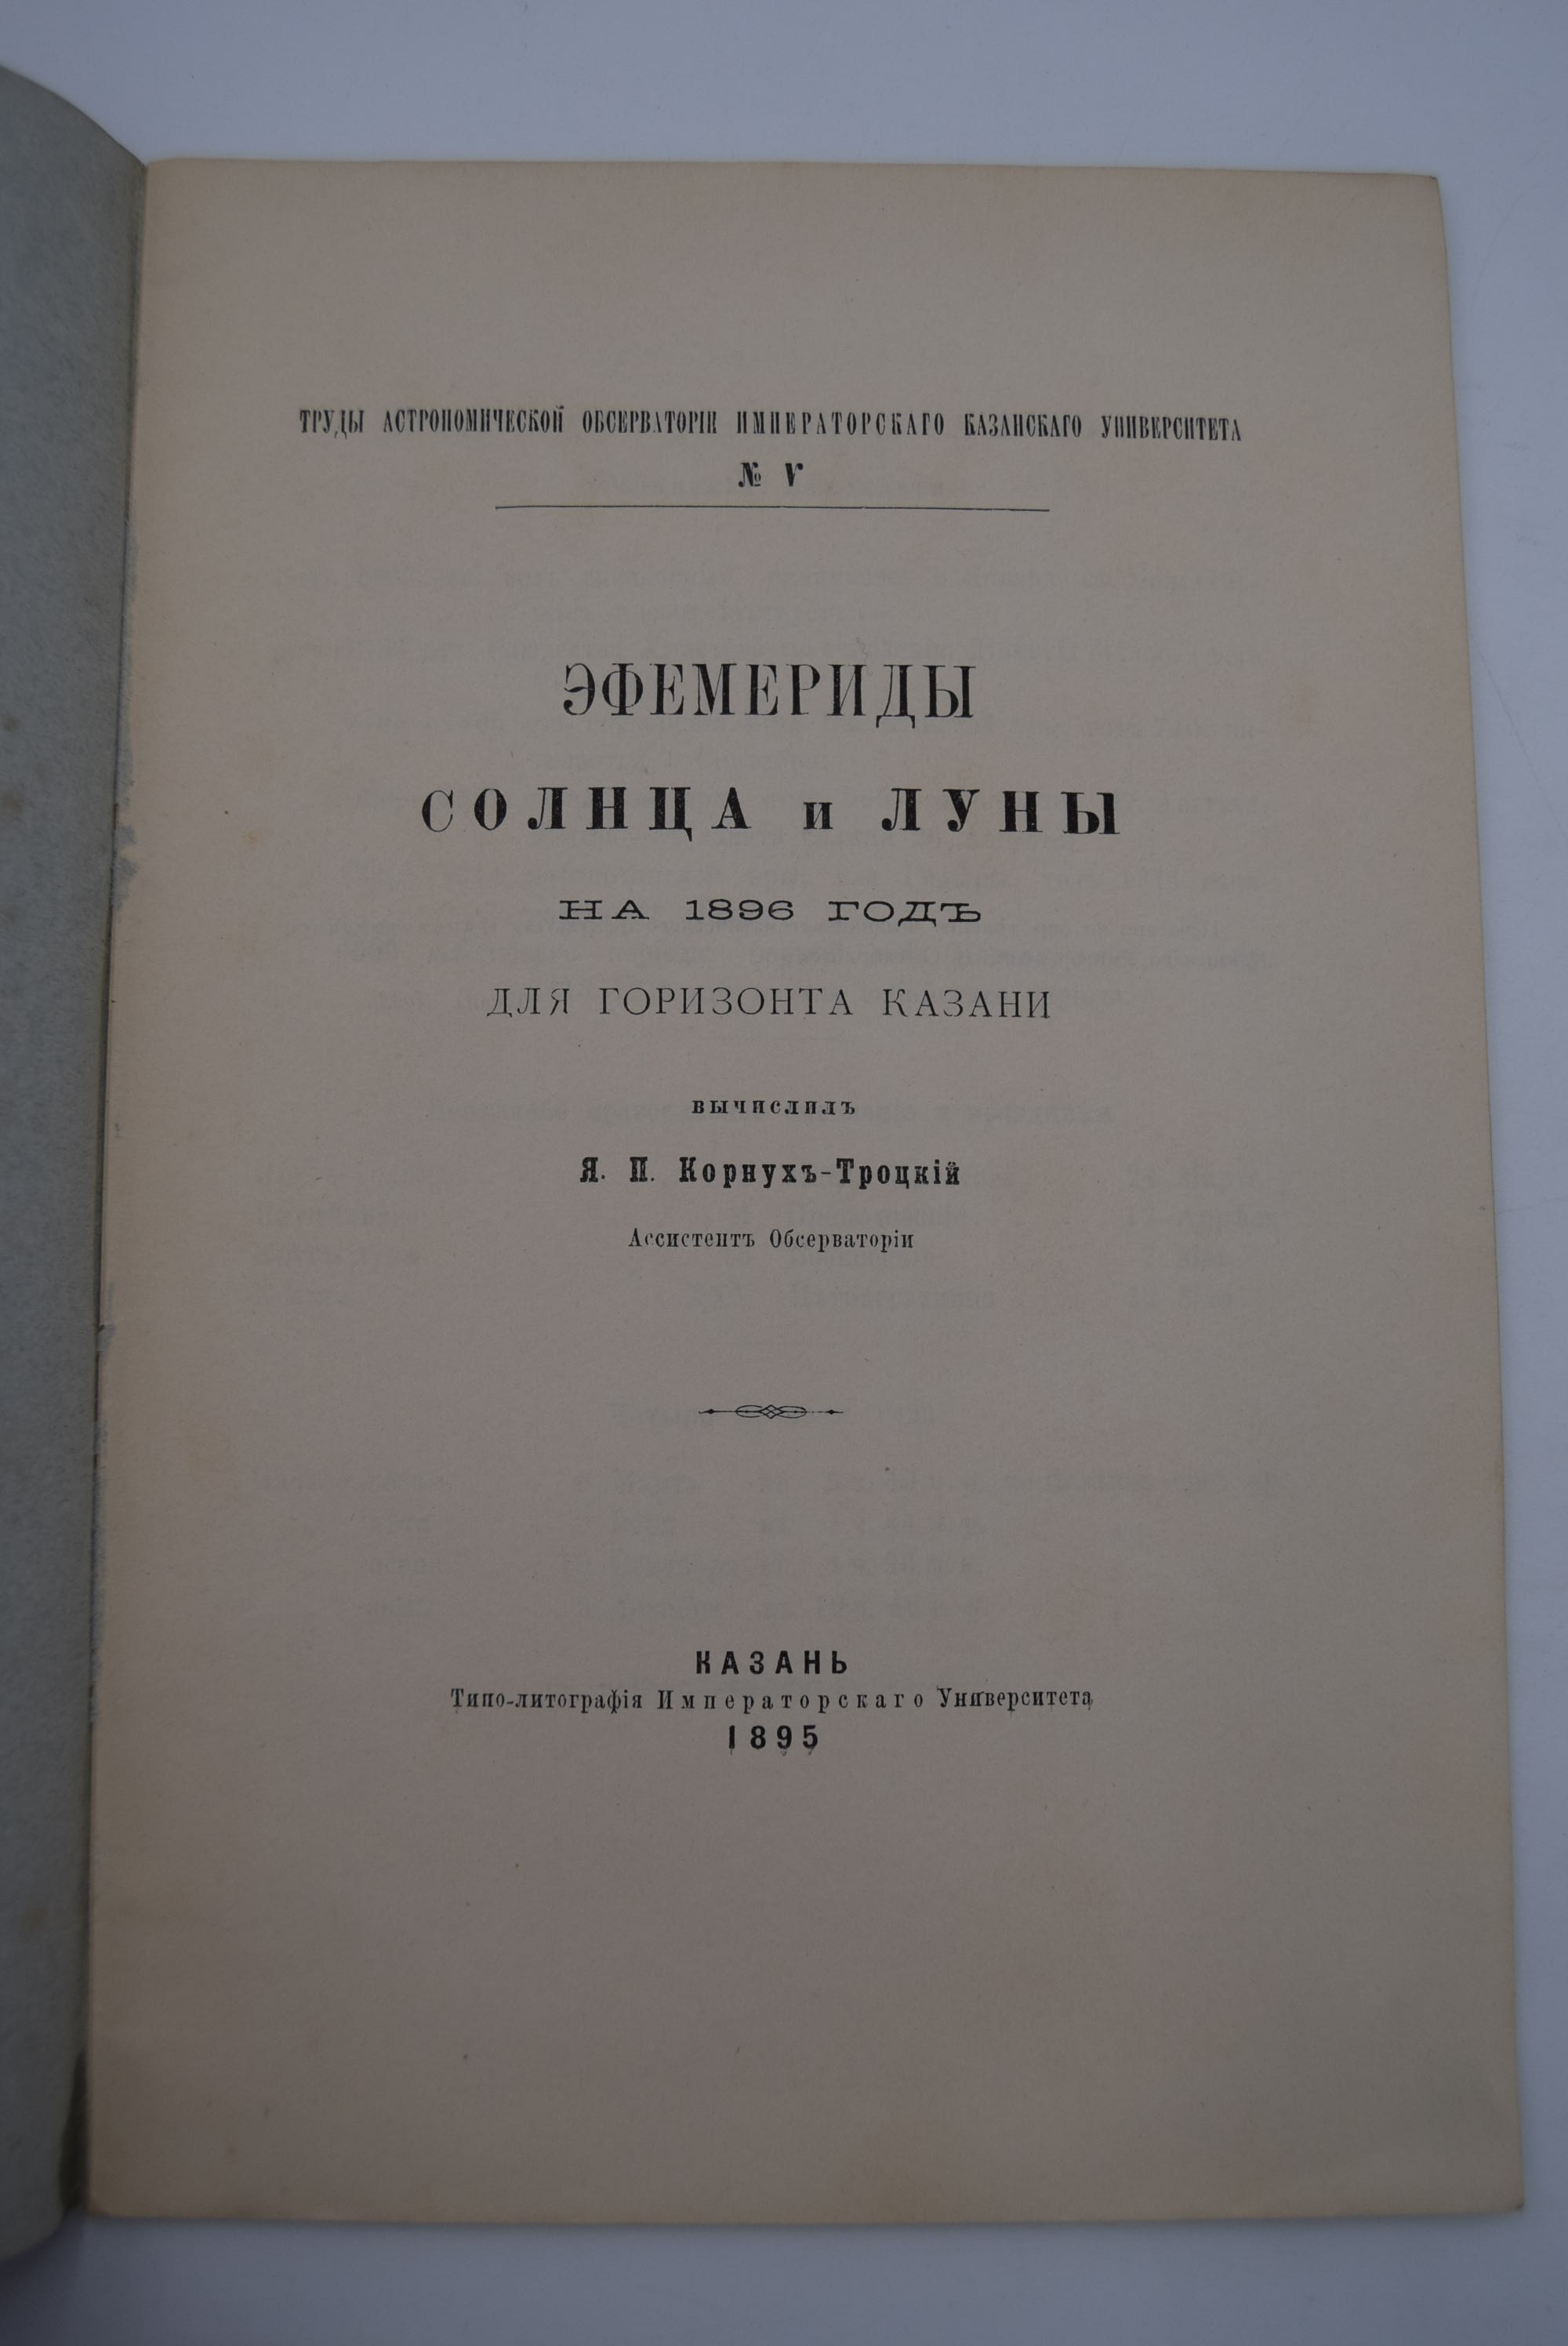 ТРУДЫ АСТРОНОМИЧЕСКОЙ ОБСЕРВАТОРІИ ИМПЕРАТОРСКАГО КАЗАНСКАГО УНИВЕРСИТЕТА
№ V
ЭФЕМЕРИДЫ
СОЛНЦА и ЛУНЫ
НА 1896 ГОДЪ
ДЛЯ ГОРИЗОНТА КАЗАНИ
вычислилъ
Я. П. Корнухъ-Троцкій
Ассистентъ Обсерваторіи
КАЗАНЬ
Типо-литографія Императорскаго Университета
1895